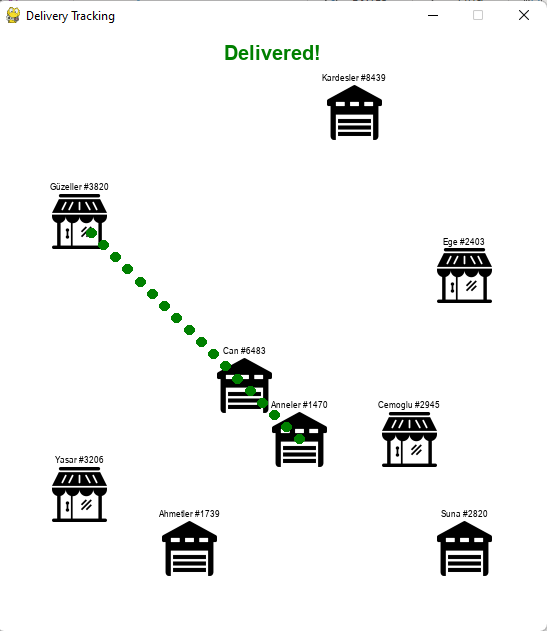 Delivery Tracking
Delivered!
Kardesler #8439
Güzeller #3820
Ege #2403
Can #6483
Anneler #1470
Cemoglu #2945
Yasar #3206
Ahmetler #1739
Suna #2820